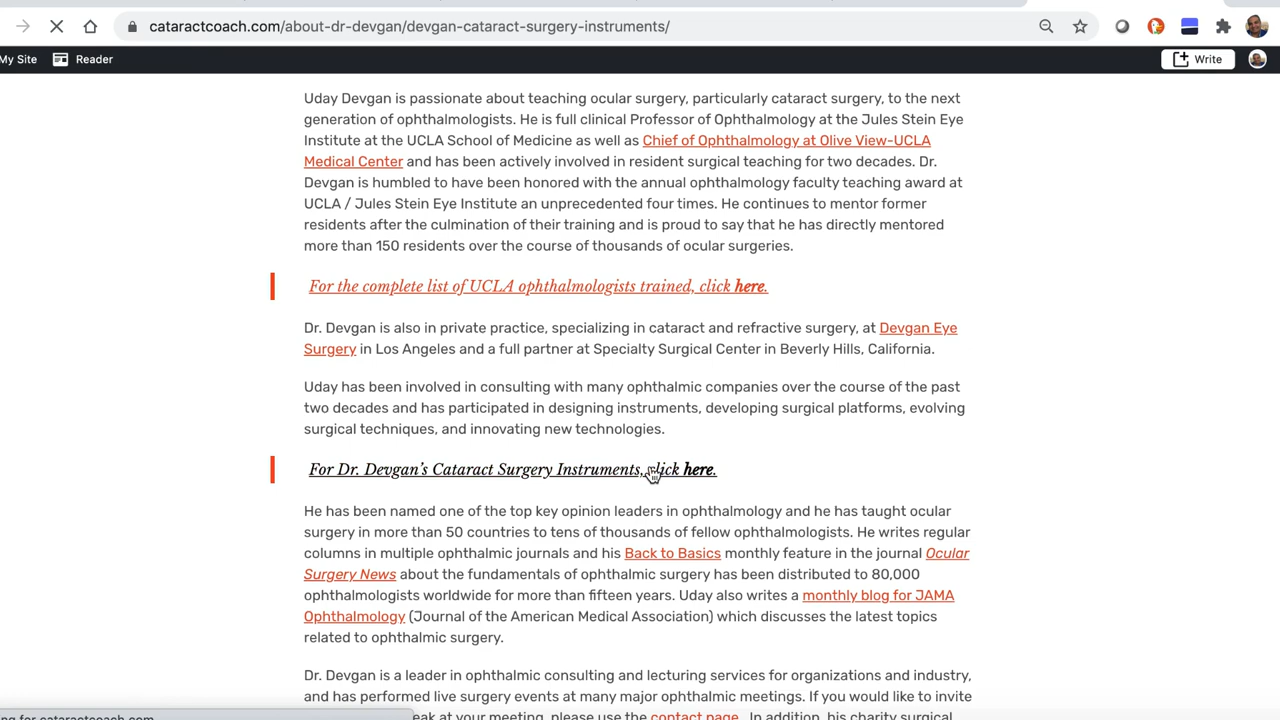 cataractcoach.com/about-dr-devgan/devgan-cataract-surgery-instruments/
My Site Reader Write
Uday Devgan is passionate about teaching ocular surgery, particularly cataract surgery, to the next
generation of ophthalmologists. He is full clinical Professor of Ophthalmology at the Jules Stein Eye
Institute at the UCLA School of Medicine as well as Chief of Ophthalmology at Olive View-UCLA
Medical Center and has been actively involved in resident surgical teaching for two decades. Dr.
Devgan is humbled to have been honored with the annual ophthalmology faculty teaching award at
UCLA / Jules Stein Eye Institute an unprecedented four times. He continues to mentor former
residents after the culmination of their training and is proud to say that he has directly mentored
more than 150 residents over the course of thousands of ocular surgeries.
For the complete list of UCLA ophthalmologists trained, click here.
Dr. Devgan is also in private practice, specializing in cataract and refractive surgery, at Devgan Eye
Surgery in Los Angeles and a full partner at Specialty Surgical Center in Beverly Hills, California.
Uday has been involved in consulting with many ophthalmic companies over the course of the past
two decades and has participated in designing instruments, developing surgical platforms, evolving
surgical techniques, and innovating new technologies.
For Dr. Devgan's Cataract Surgery Instruments, click here.
He has been named one of the top key opinion leaders in ophthalmology and he has taught ocular
surgery in more than 50 countries to tens of thousands of fellow ophthalmologists. He writes regular
columns in multiple ophthalmic journals and his Back to Basics monthly feature in the journal Ocular
Surgery News about the fundamentals of ophthalmic surgery has been distributed to 80,000
ophthalmologists worldwide for more than fifteen years. Uday also writes a monthly blog for JAMA
Ophthalmology (Journal of the American Medical Association) which discusses the latest topics
related to ophthalmic surgery.
Dr. Devgan is a leader in ophthalmic consulting and lecturing services for organizations and industry,
and has performed live surgery events at many major ophthalmic meetings. If you would like to invite
at your meeting, please use the contact page. In addition, his charity surgical